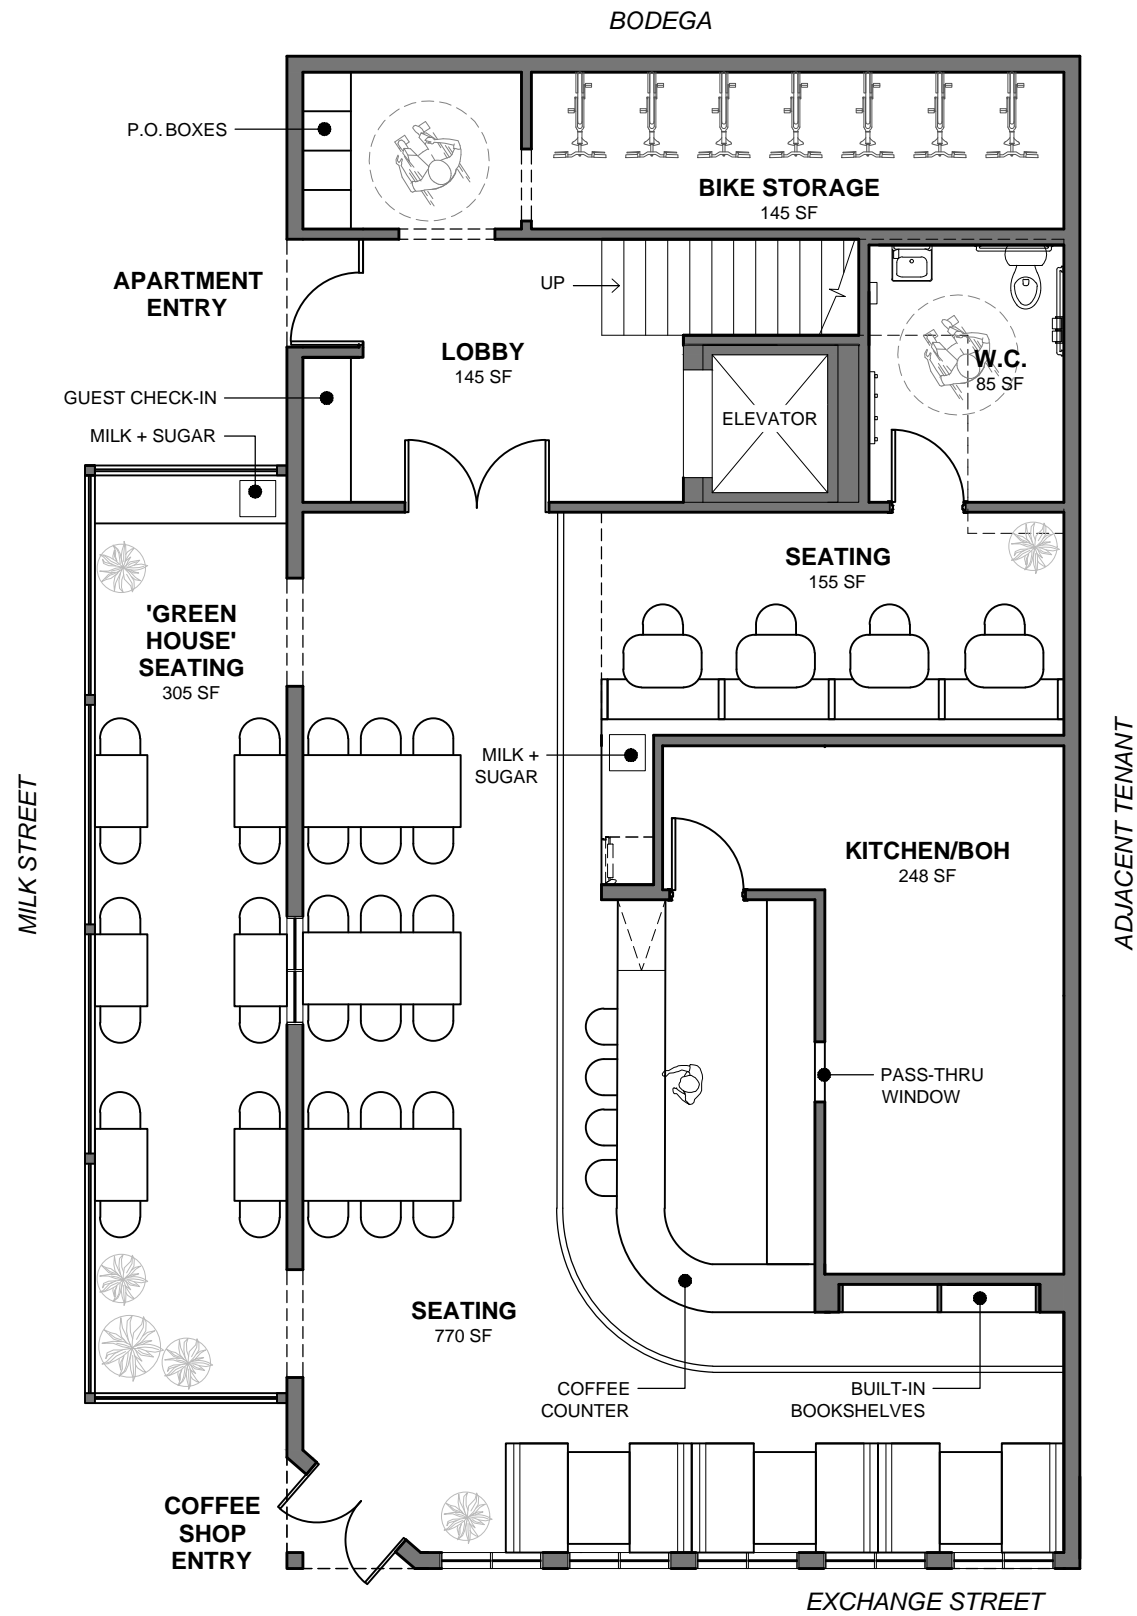 BODEGA
P.O. BOXES
BIKE STORAGE
145 SF
APARTMENT
ENTRY
UP
LOBBY
145 SF
W.C.
85 SF
GUEST CHECK-IN
ELEVATOR
MILK + SUGAR
SEATING
155 SF
'GREEN
HOUSE'
SEATING
305 SF
MILK +
SUGAR
MILK STREET
ADJACENT TENANT
KITCHEN/BOH
248 SF
PASS-THRU
WINDOW
SEATING
770 SF
COFFEE
COUNTER
BUILT-IN
BOOKSHELVES
COFFEE
SHOP
ENTRY
EXCHANGE STREET